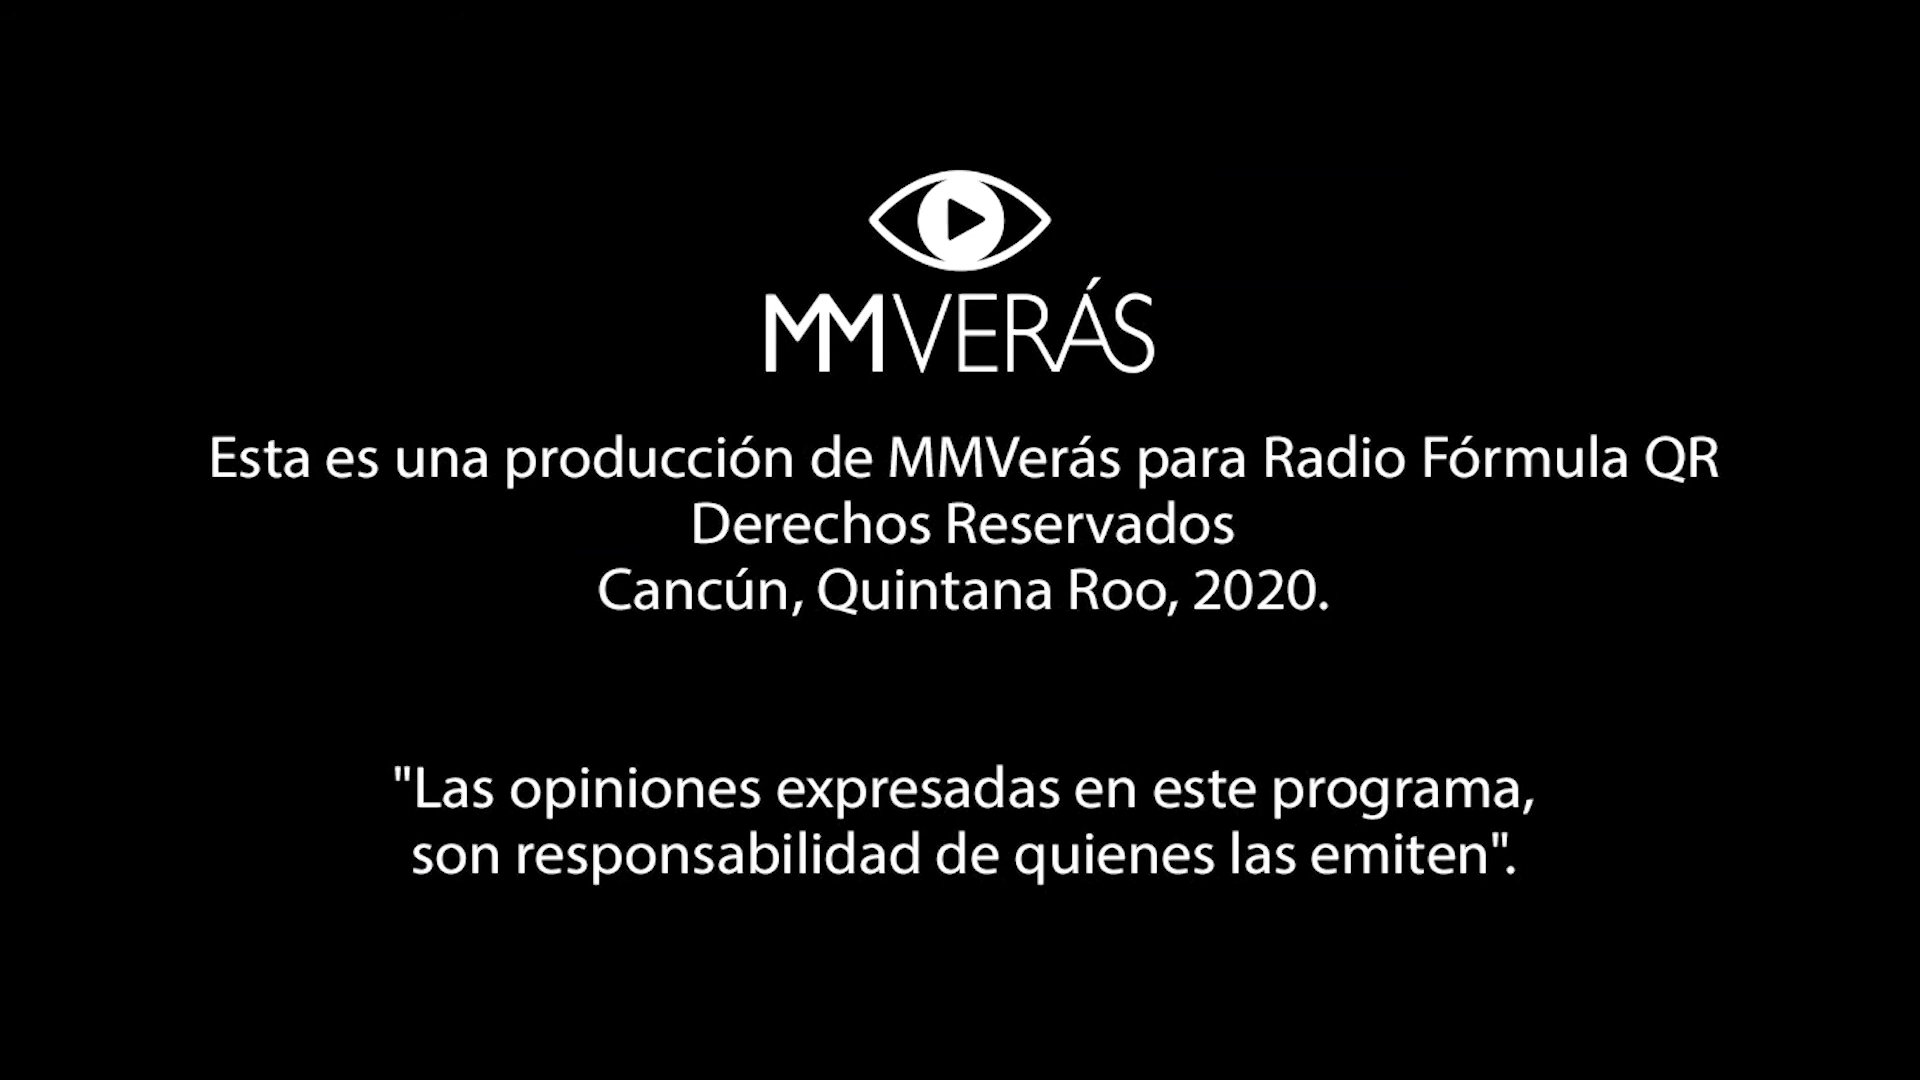 MMVERÁS
Esta es una producción de MMVerás para Radio Fórmula QR
Derechos Reservados
Cancún, Quintana Roo, 2020.
"Las opiniones expresadas en este programa,
son responsabilidad de quienes las emiten".